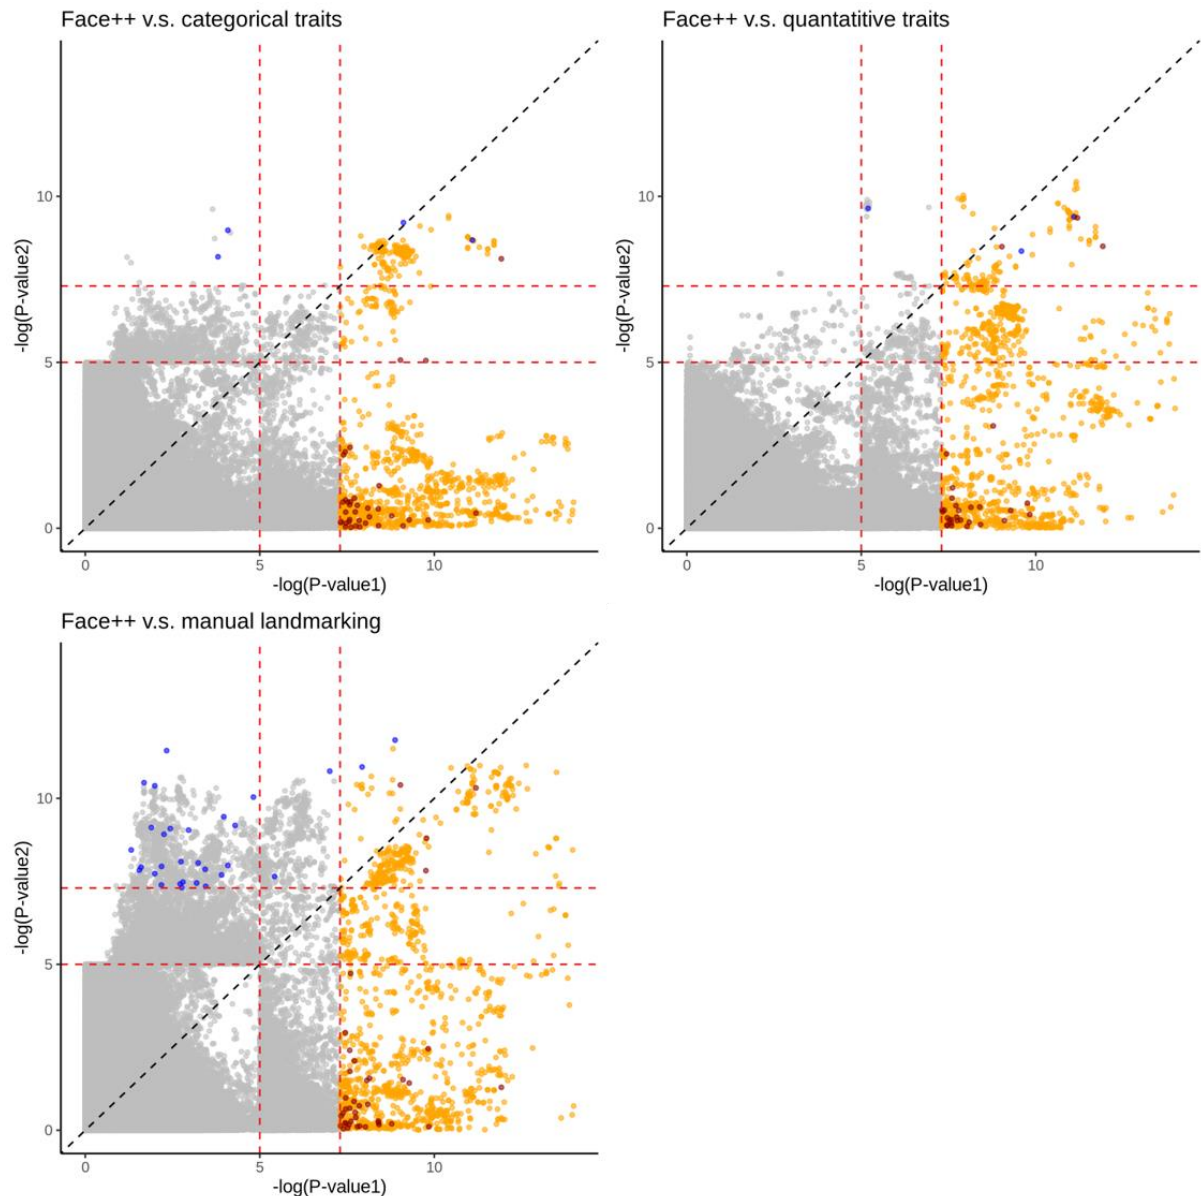 Face++ v.s. categorical traits
10
5
0
-log(P-value2)
0
5
10
-log(P-value1)
Face++ v.s. quantatitive traits
10
5
0
-log(P-value2)
0
5
10
-log(P-value1)
Face++ v.s. manual landmarking
10
5
0
-log(P-value2)
0
5
10
-log(P-value1)